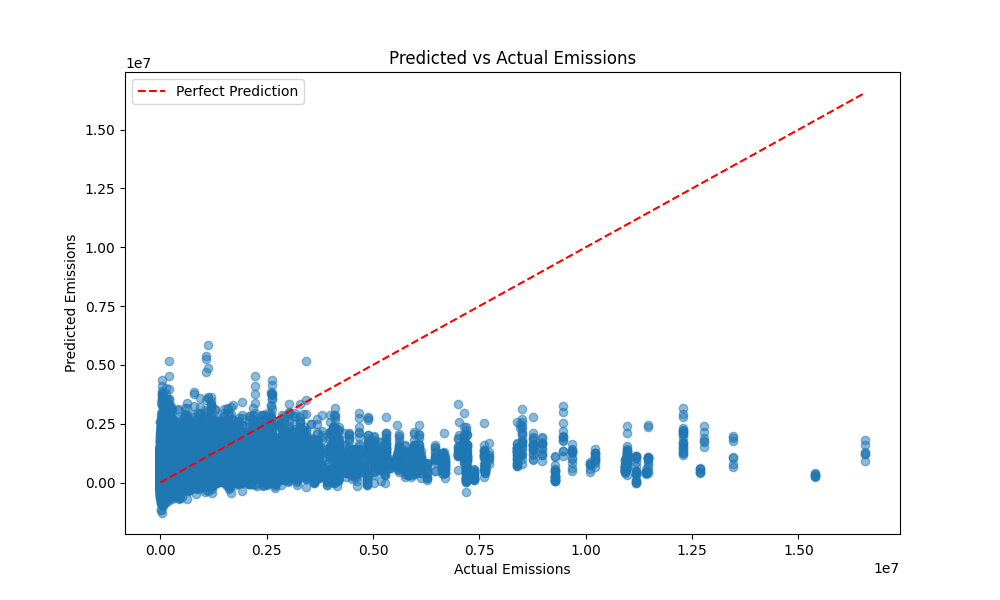 Predicted vs Actual Emissions
1e7
Perfect Prediction
1.50
1.25
1.00
0.75
0.50
0.25
0.00
Predicted Emissions
0.00 0.25 0.50 0.75 1.00 1.25 1.50
Actual Emissions
1e7